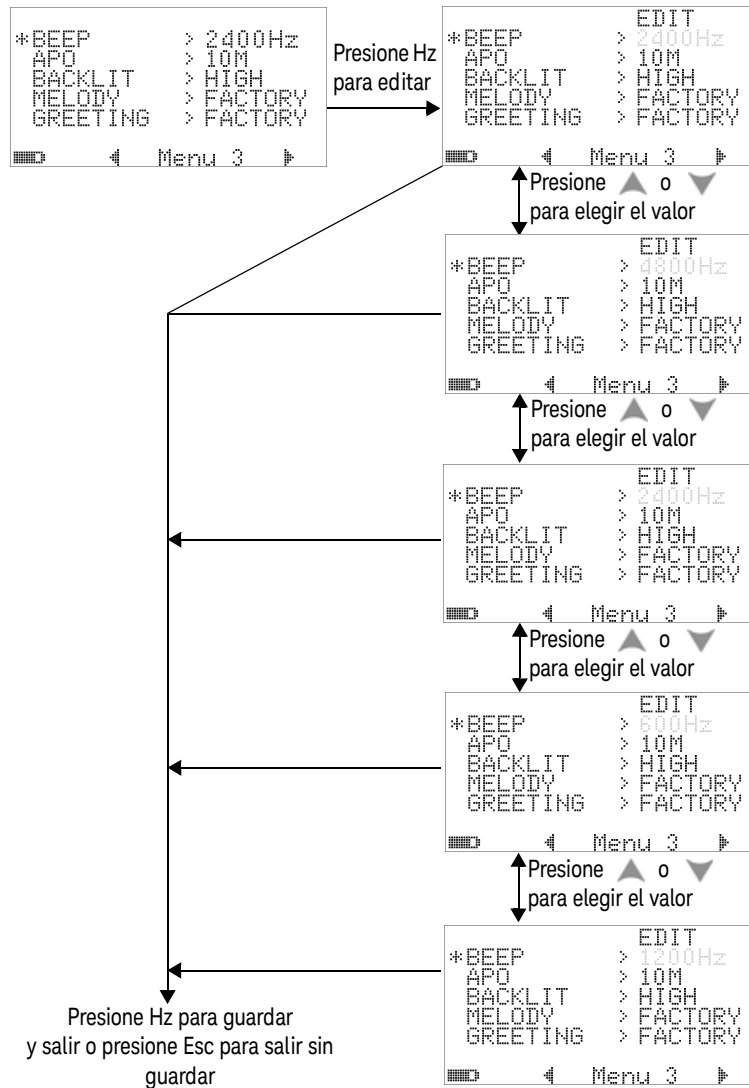 *BEEP > 2400Hz
APO > 10M
BACKLIT > HIGH
MELODY > FACTORY
GREETING > FACTORY
Menu 3
Presione Hz
para editar
EDIT
*BEEP > 2400Hz
APO > 10M
BACKLIT > HIGH
MELODY > FACTORY
GREETING > FACTORY
Menu 3
Presione o
para elegir el valor
EDIT
*BEEP > 4800Hz
APO > 10M
BACKLIT > HIGH
MELODY > FACTORY
GREETING > FACTORY
Menu 3
Presione o
para elegir el valor
EDIT
*BEEP > 2400Hz
APO > 10M
BACKLIT > HIGH
MELODY > FACTORY
GREETING > FACTORY
Menu 3
Presione o
para elegir el valor
EDIT
*BEEP > 600Hz
APO > 10M
BACKLIT > HIGH
MELODY > FACTORY
GREETING > FACTORY
Menu 3
Presione o
para elegir el valor
EDIT
*BEEP > 1200Hz
APO > 10M
BACKLIT > HIGH
MELODY > FACTORY
GREETING > FACTORY
Menu 3
Presione Hz para guardar
y salir o presione Esc para salir sin
guardar